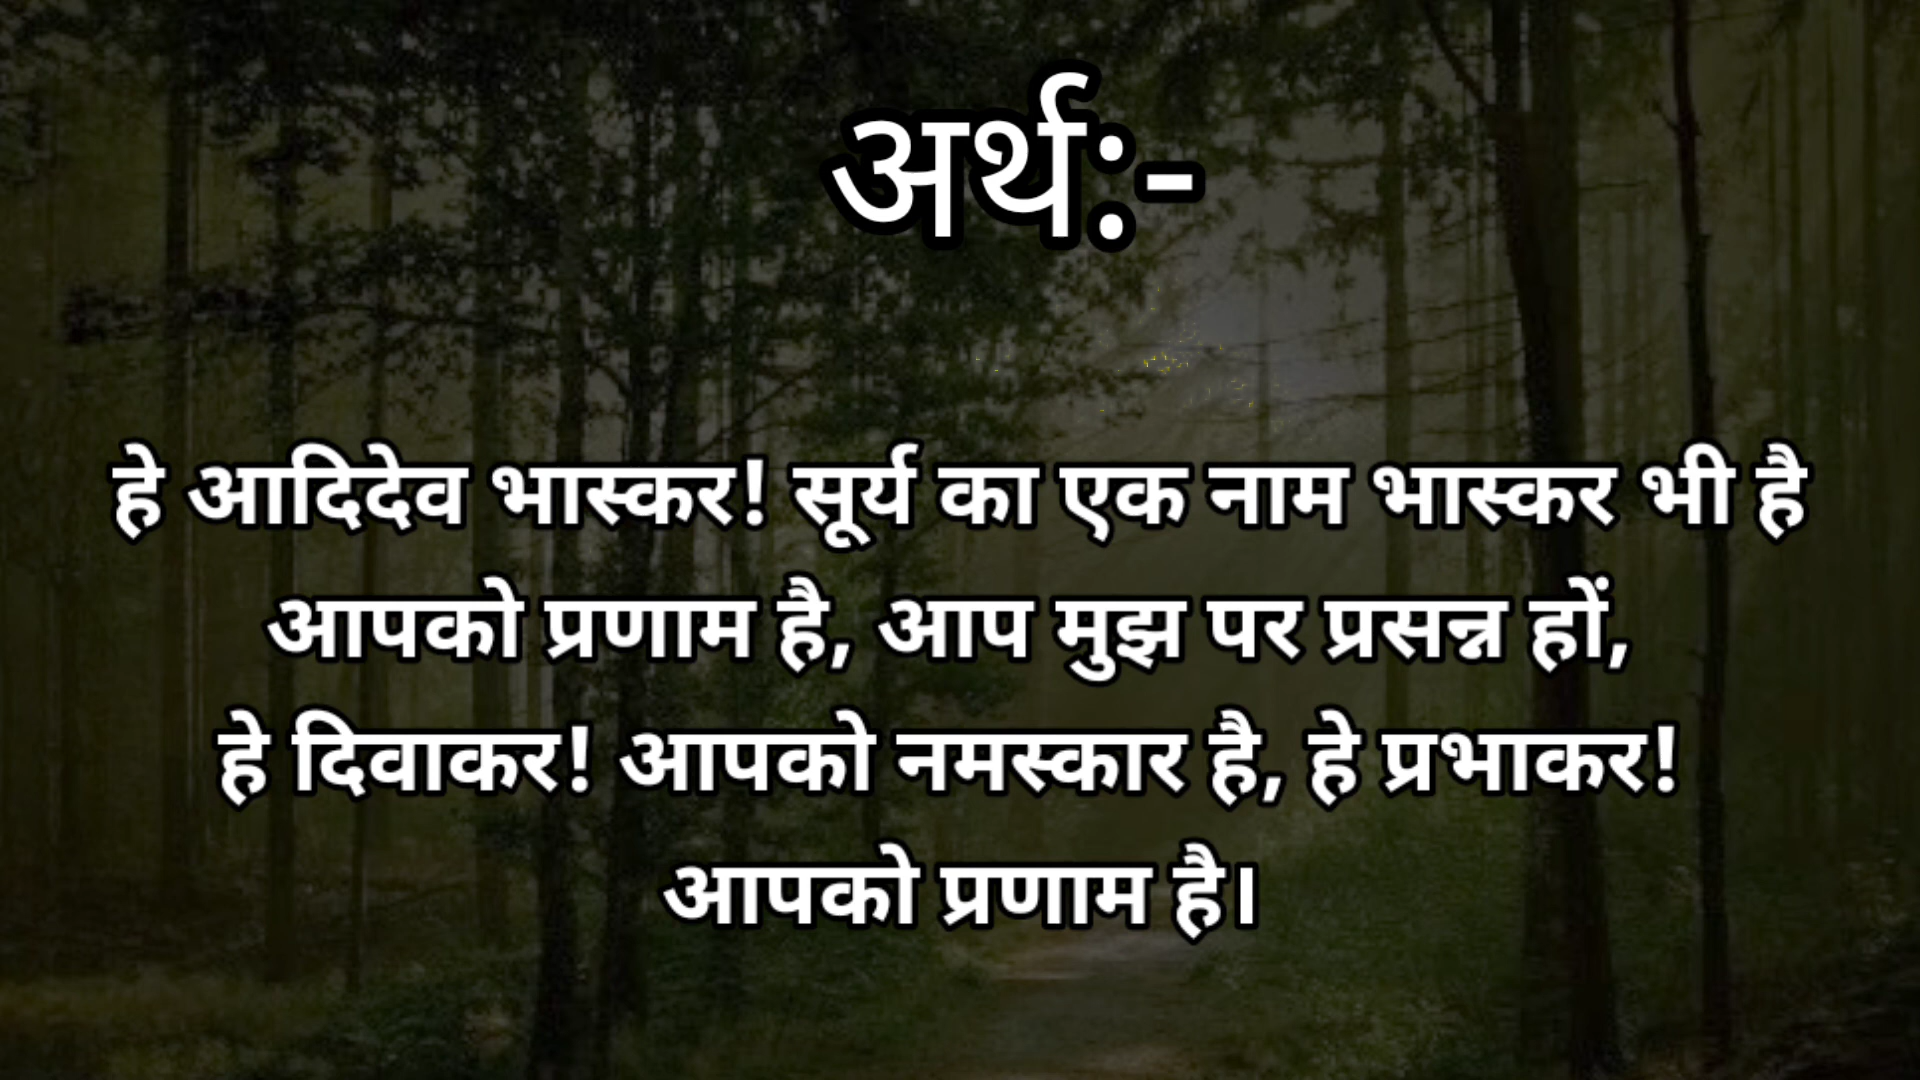 अर्थ:-
हे आदिदेव भास्कर! सूर्य का एक नाम भास्कर भी है
आपको प्रणाम है, आप मुझ पर प्रसन्न हों,
हे दिवाकर! आपको नमस्कार है, हे प्रभाकर!
आपको प्रणाम है।